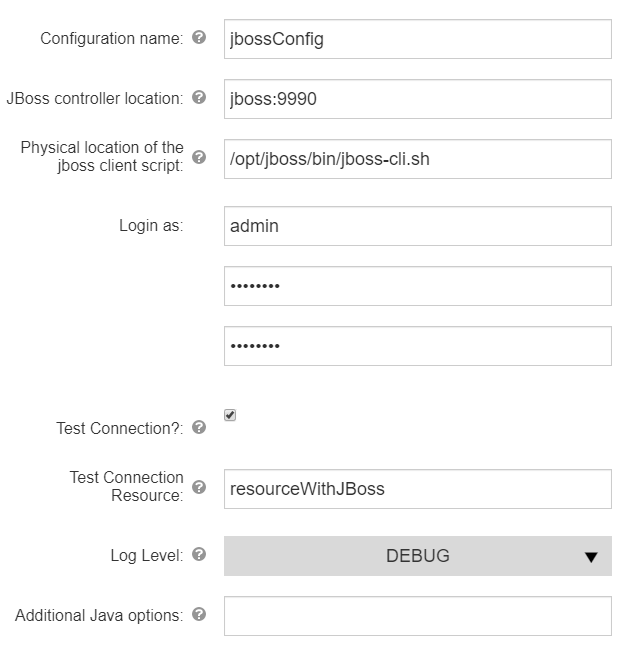 Configuration name: jbossConfig
JBoss controller location: jboss:9990
Physical location of the
jboss client script: /opt/jboss/bin/jboss-cli.sh
Login as: admin
••••••••
••••••••
Test Connection?:
Test Connection
Resource: resourceWithJBoss
Log Level: DEBUG
Additional Java options: